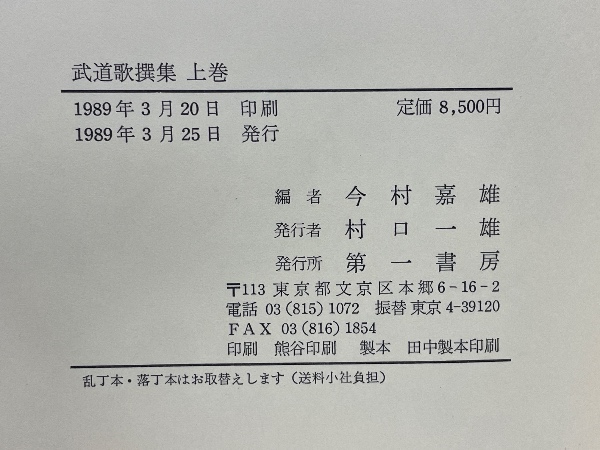 武道歌撰集 上巻
1989年3月20日 印刷 定価 8,500円
1989年3月25日 発行
編者 今村嘉雄
発行者 村口一雄
発行所 第一書房
〒113 東京都文京区本郷6-16-2
電話 03 (815) 1072 振替 東京 4-39120
FAX 03 (816) 1854
印刷 熊谷印刷 製本 田中製本印刷
乱丁本・落丁本はお取替えします（送料小社負担）